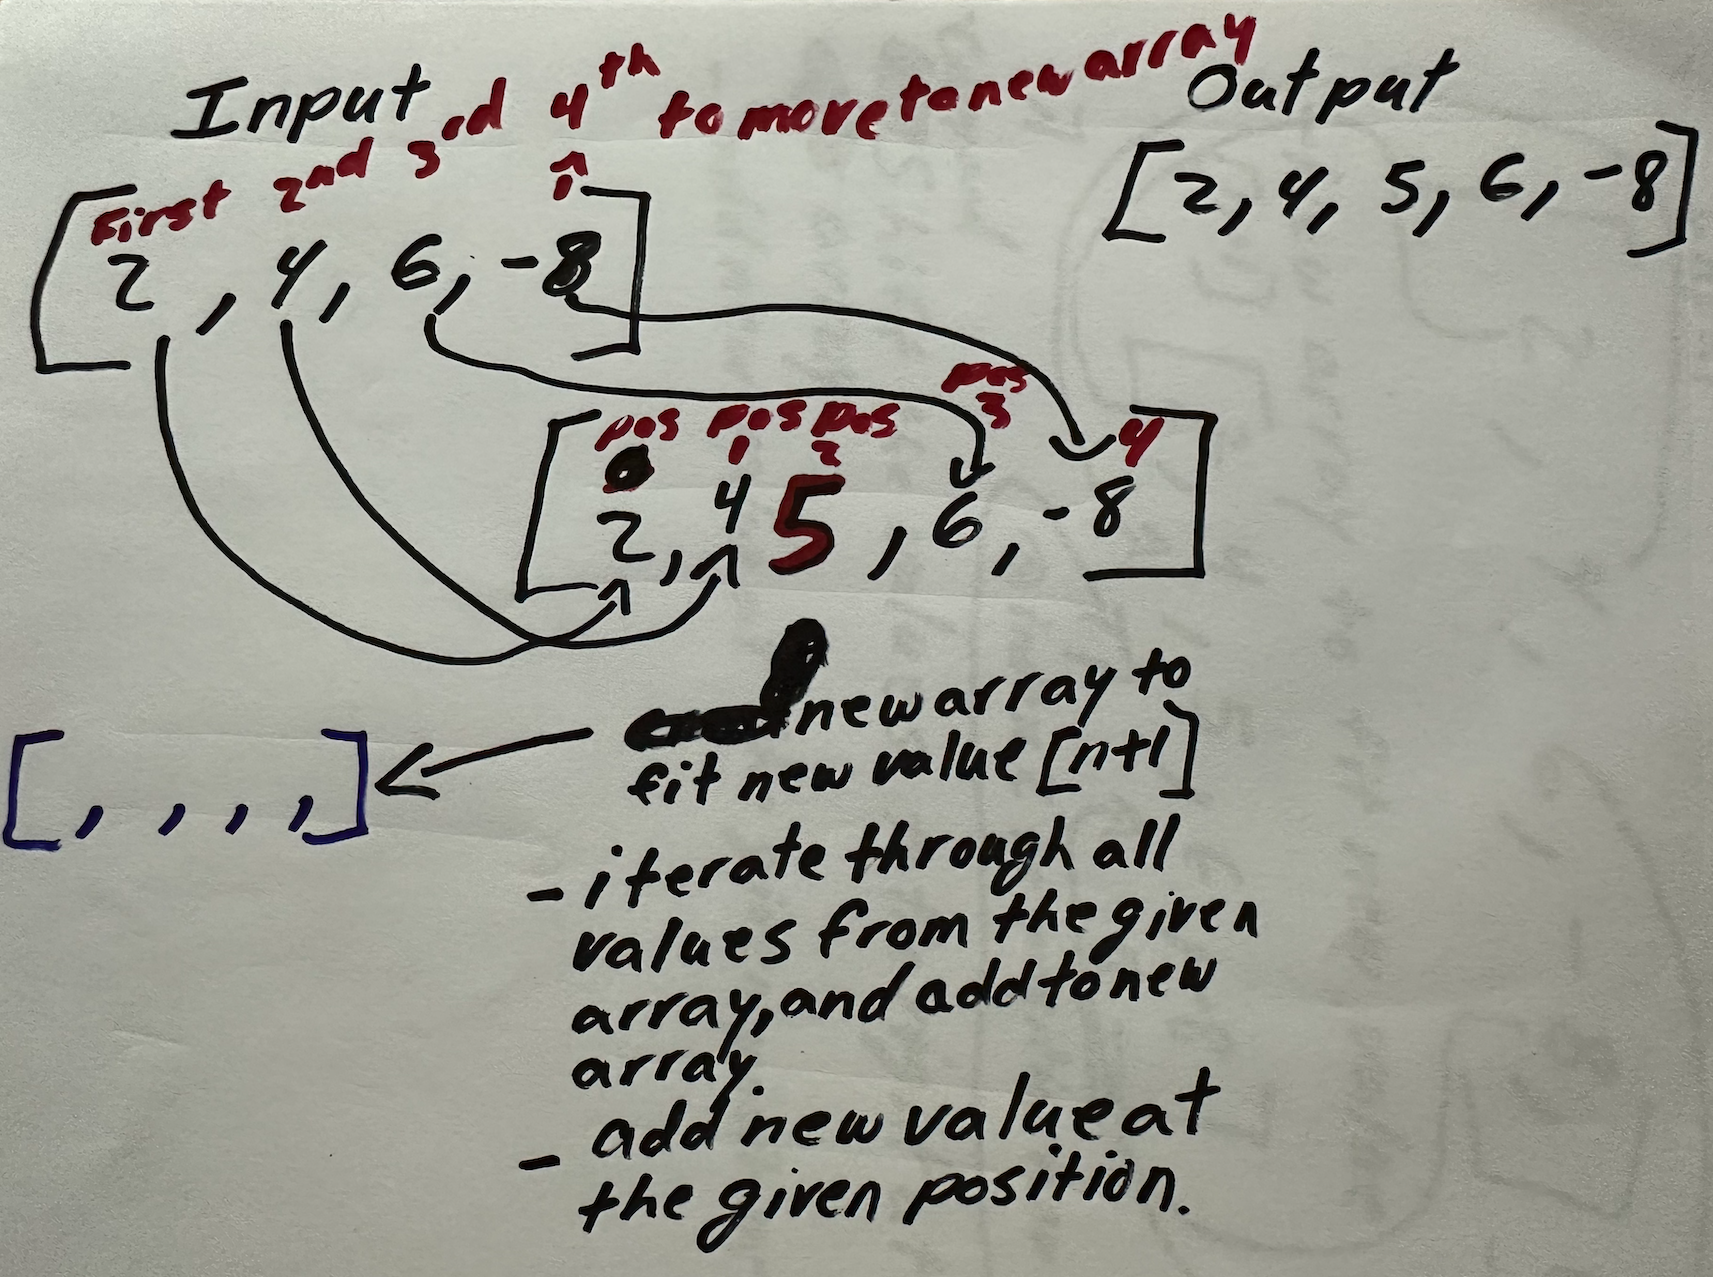 Input
First 2nd 3rd 4th to move to new array
[2, 4, 6, -8]
Output
[2, 4, 5, 6, -8]
pos 0 pos 1 pos 2 pos 3 4
[2, 4 5, 6, -8]
[ , , , , ]
new array to
fit new value [n+1]
- iterate through all
values from the given
array, and add to new
array.
- add new value at
the given position.